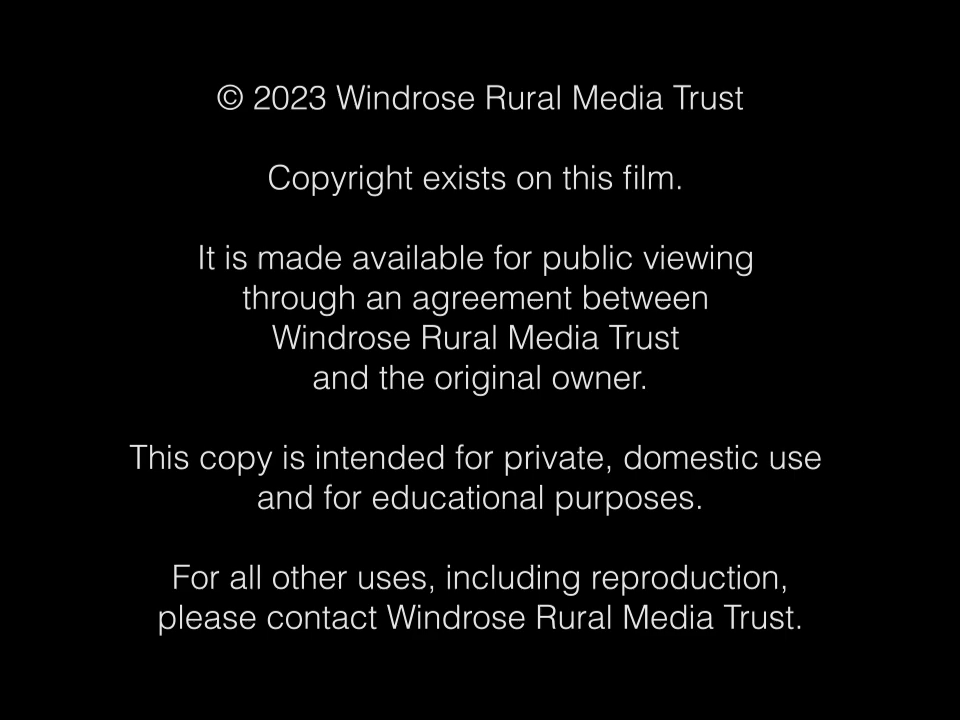 © 2023 Windrose Rural Media Trust
Copyright exists on this film.
It is made available for public viewing
through an agreement between
Windrose Rural Media Trust
and the original owner.
This copy is intended for private, domestic use
and for educational purposes.
For all other uses, including reproduction,
please contact Windrose Rural Media Trust.